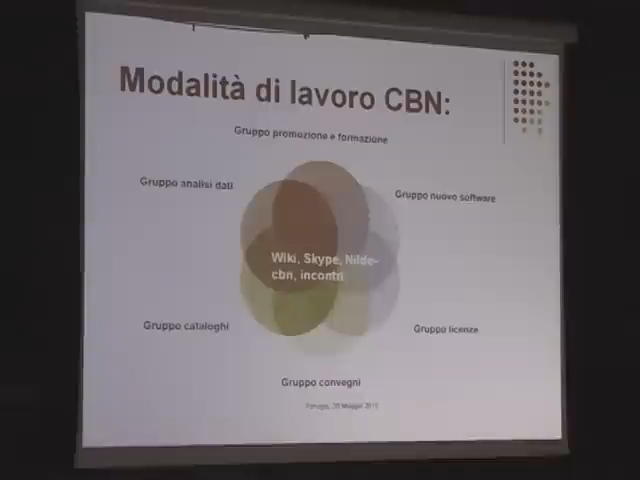 Modalità di lavoro CBN:
Gruppo promozione e formazione
Gruppo analisi dati
Gruppo nuovo software
Wiki, Skype, Nilde-
cbn, incontri
Gruppo cataloghi
Gruppo licenze
Gruppo convegni
Maggio